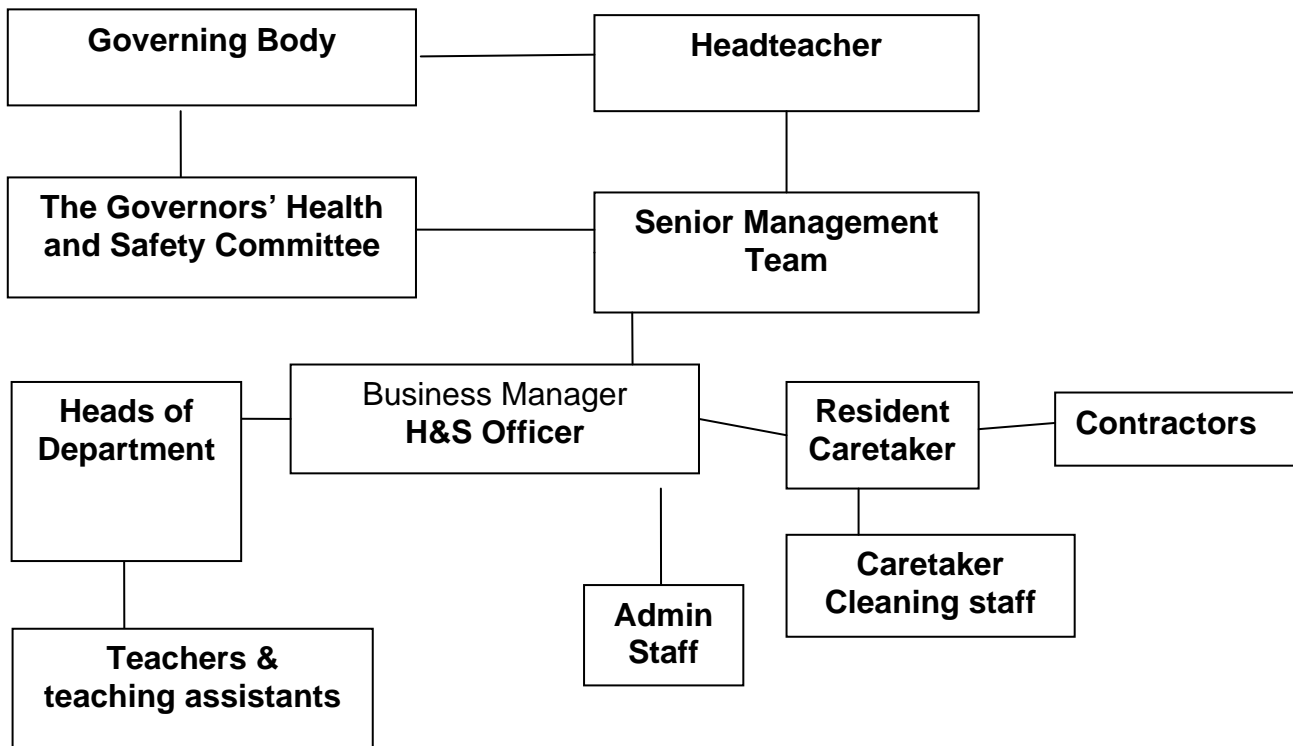 Governing Body
Headteacher
The Governors’ Health
and Safety Committee
Senior Management
Team
Business Manager
H&S Officer
Heads of
Department
Resident
Caretaker
Contractors
Caretaker
Cleaning staff
Admin
Staff
Teachers &
teaching assistants